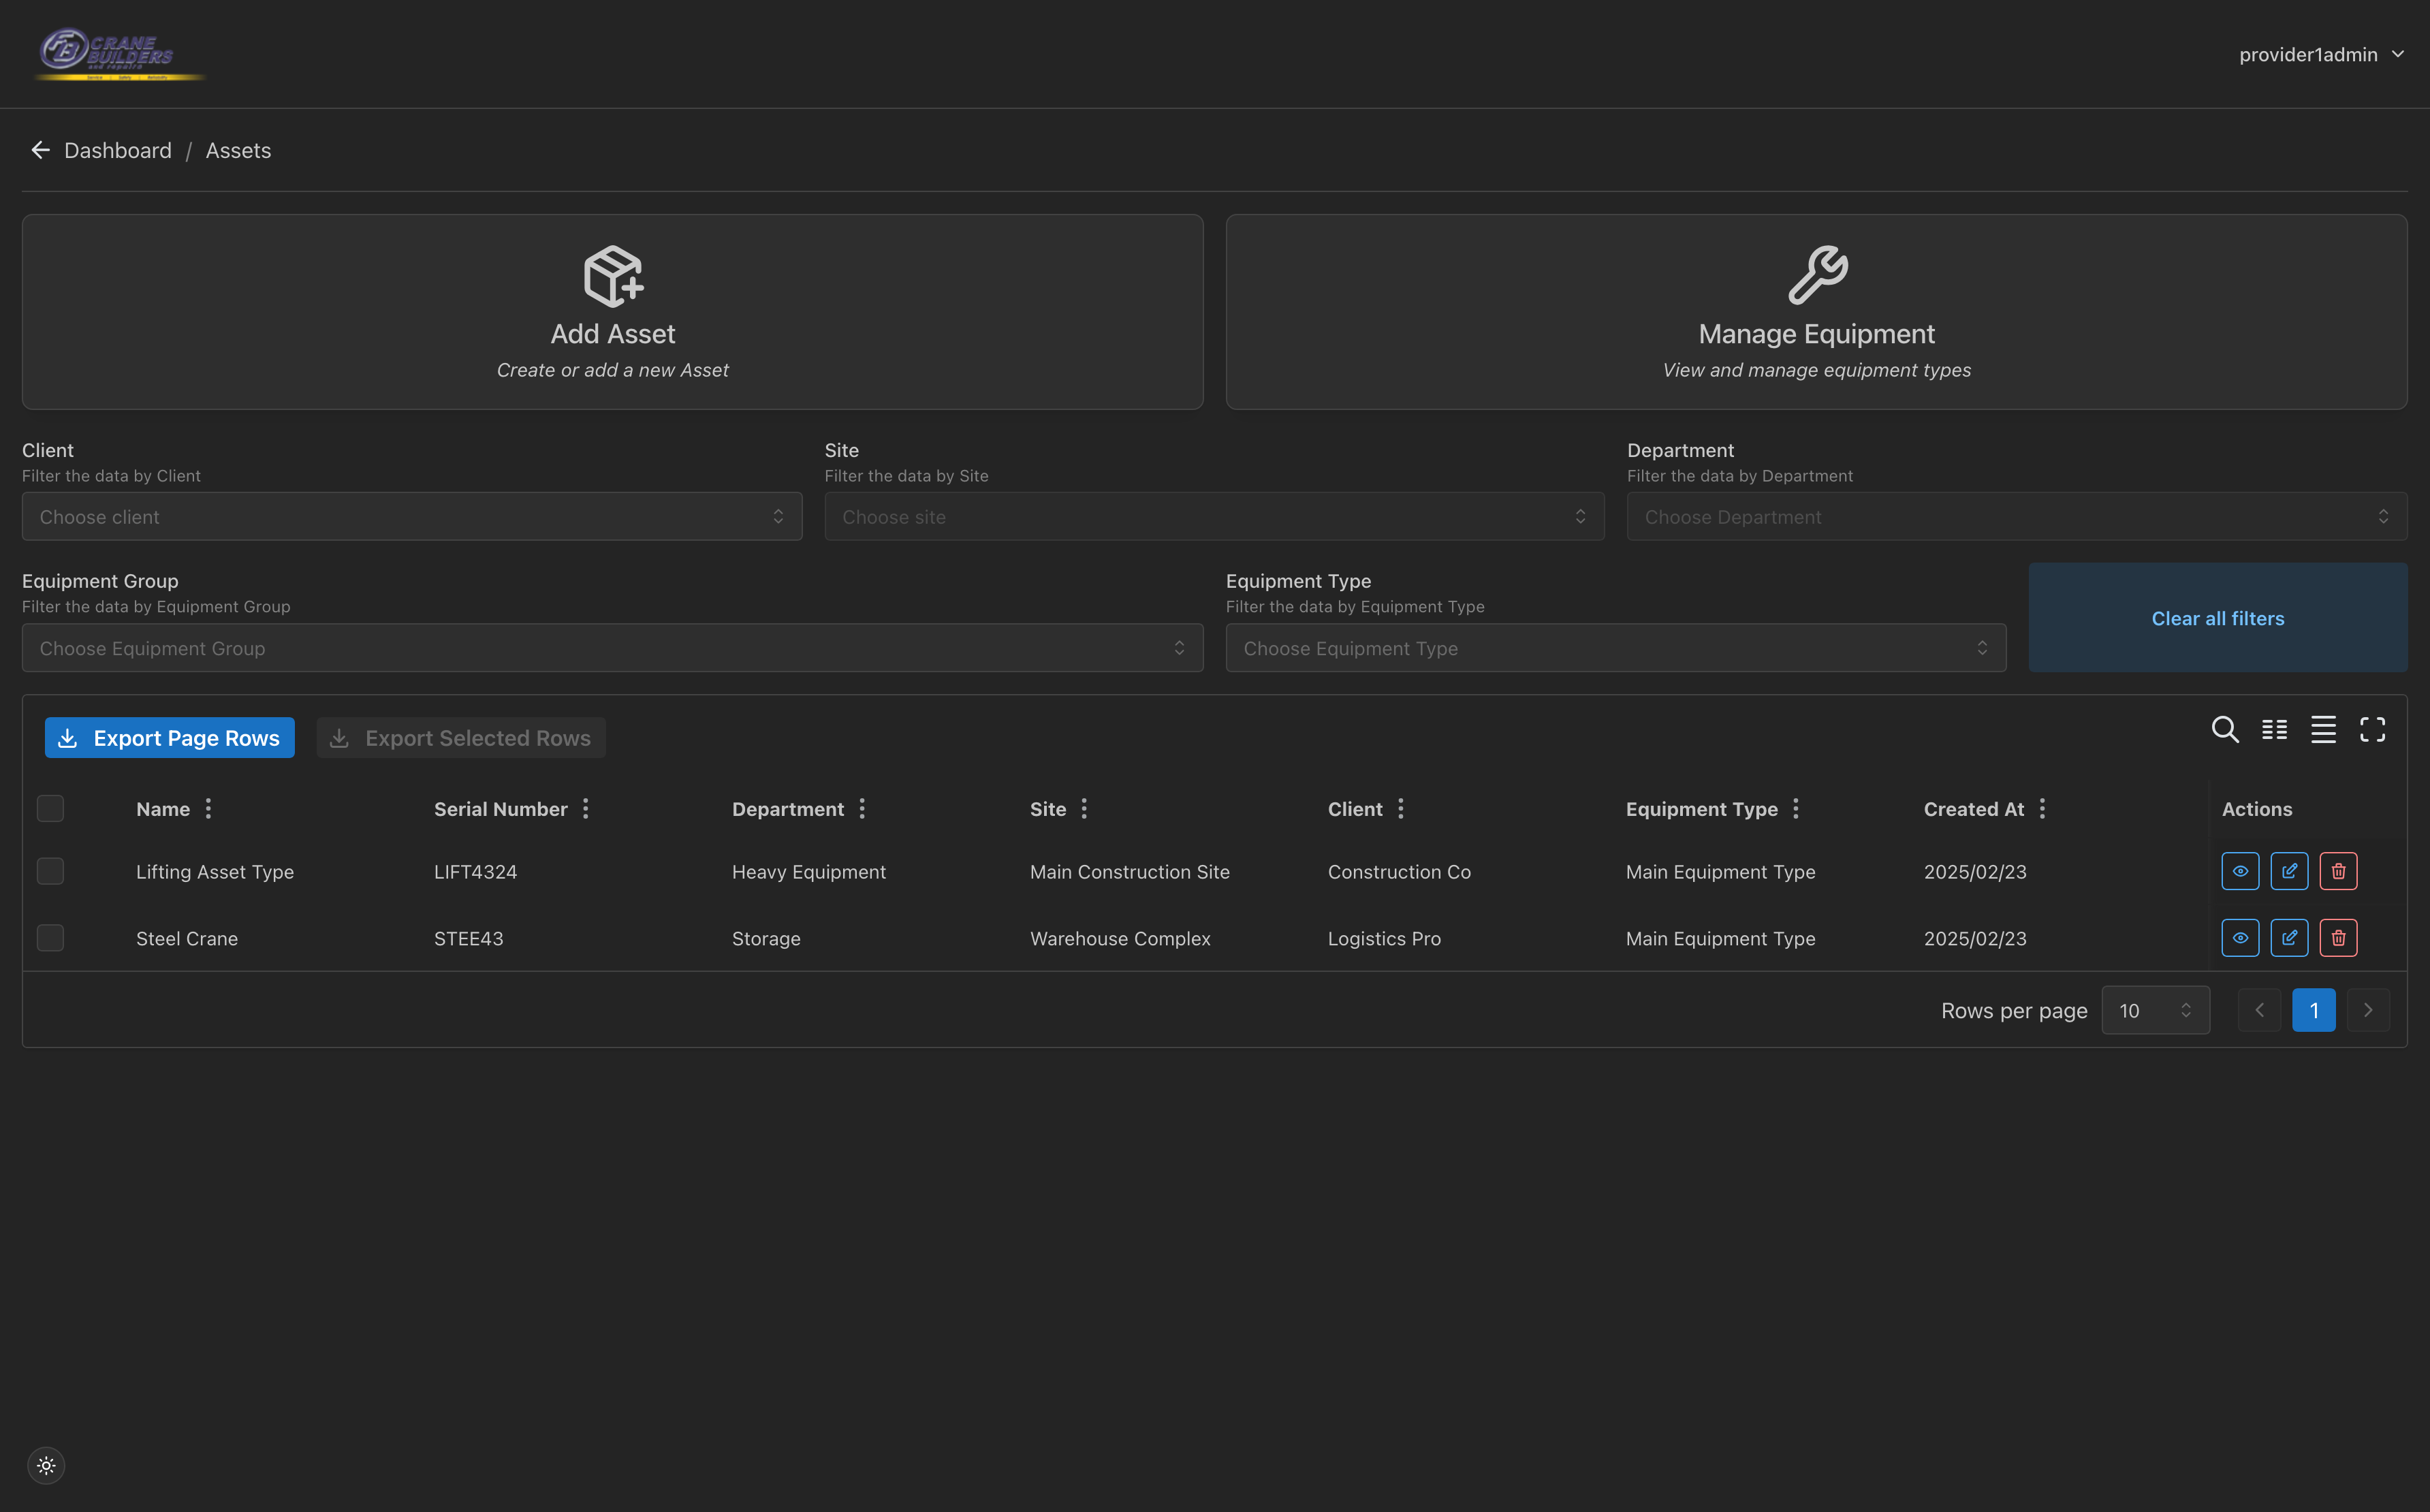 FB CRANE
BUILDERS
and repairs
Service Safety Reliability
provider1admin
Dashboard / Assets
Add Asset
Create or add a new Asset
Manage Equipment
View and manage equipment types
Client
Filter the data by Client
Choose client
Site
Filter the data by Site
Choose site
Department
Filter the data by Department
Choose Department
Equipment Group
Filter the data by Equipment Group
Choose Equipment Group
Equipment Type
Filter the data by Equipment Type
Choose Equipment Type
Clear all filters
Export Page Rows Export Selected Rows
Name Serial Number Department Site Client Equipment Type Created At Actions
Lifting Asset Type LIFT4324 Heavy Equipment Main Construction Site Construction Co Main Equipment Type 2025/02/23
Steel Crane STEE43 Storage Warehouse Complex Logistics Pro Main Equipment Type 2025/02/23
Rows per page 10 1